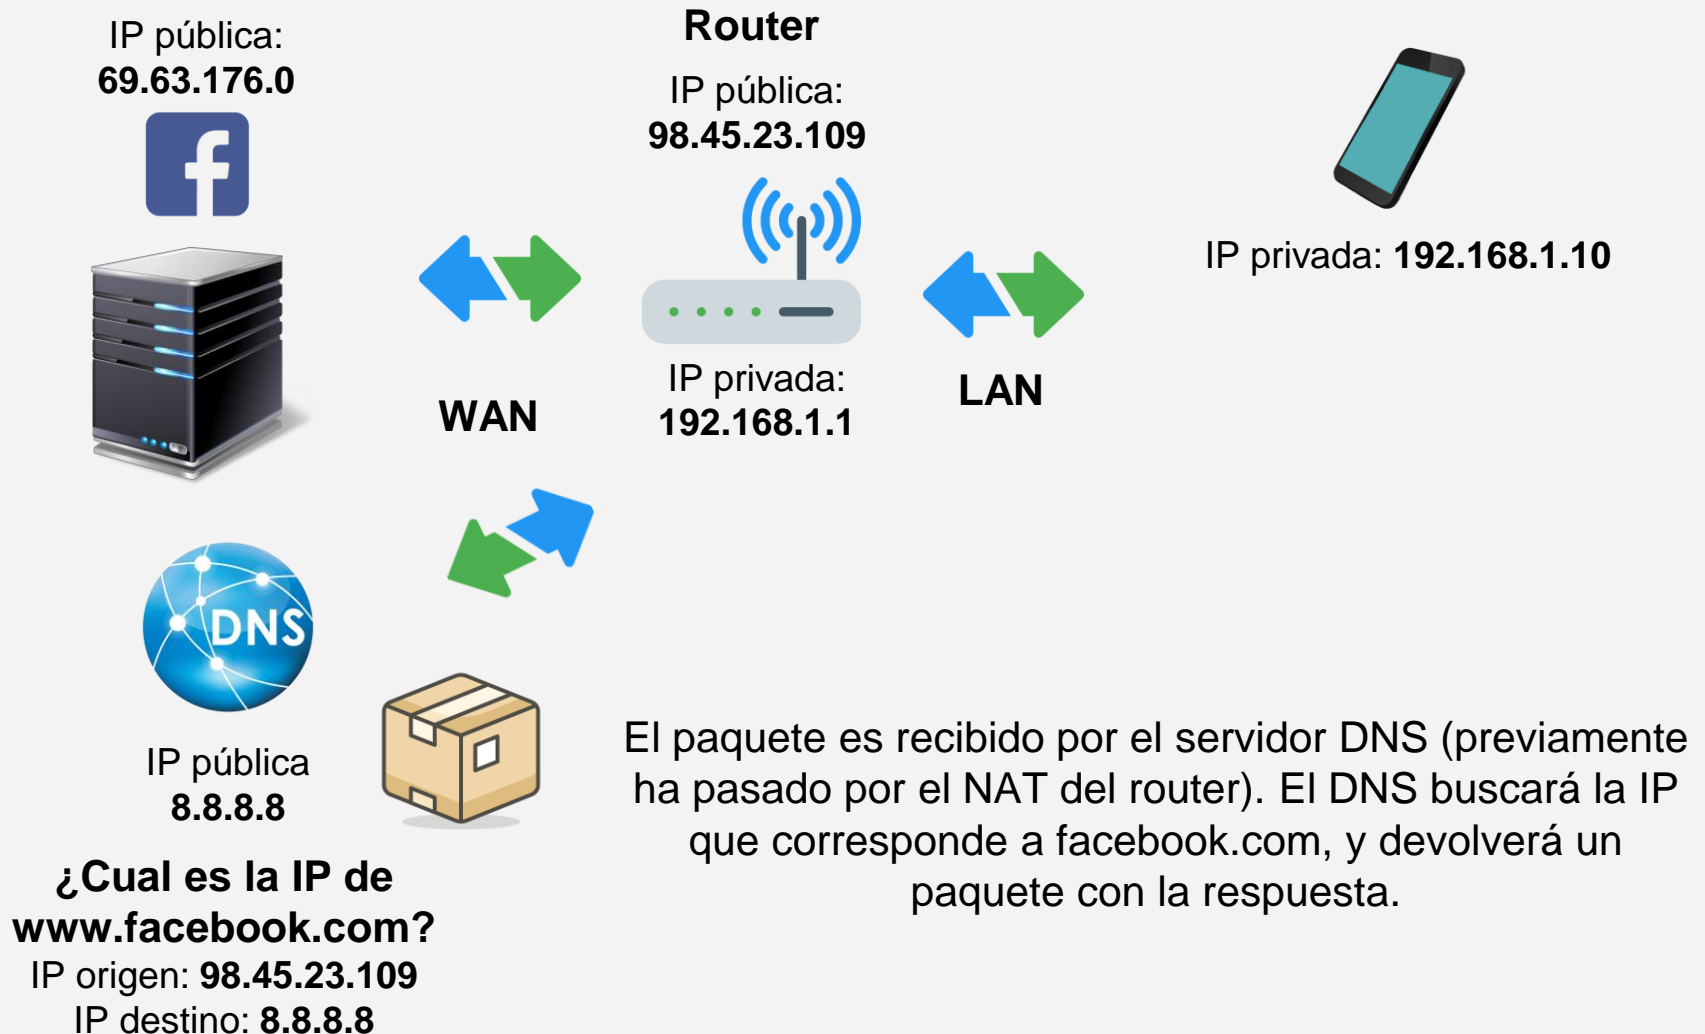 IP pública:
69.63.176.0
f
Router
IP pública:
98.45.23.109
IP privada: 192.168.1.10
WAN
IP privada:
192.168.1.1
LAN
DNS
IP pública
8.8.8.8
¿Cual es la IP de
www.facebook.com?
IP origen: 98.45.23.109
IP destino: 8.8.8.8
El paquete es recibido por el servidor DNS (previamente
ha pasado por el NAT del router). El DNS buscará la IP
que corresponde a facebook.com, y devolverá un
paquete con la respuesta.